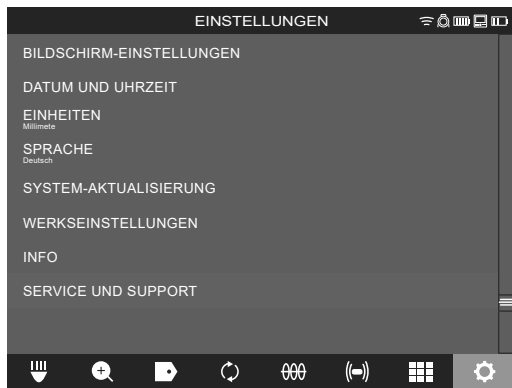 EINSTELLUNGEN
BILDSCHIRM-EINSTELLUNGEN
DATUM UND UHRZEIT
EINHEITEN
Millimete
SPRACHE
Deutsch
SYSTEM-AKTUALISIERUNG
WERKSEINSTELLUNGEN
INFO
SERVICE UND SUPPORT